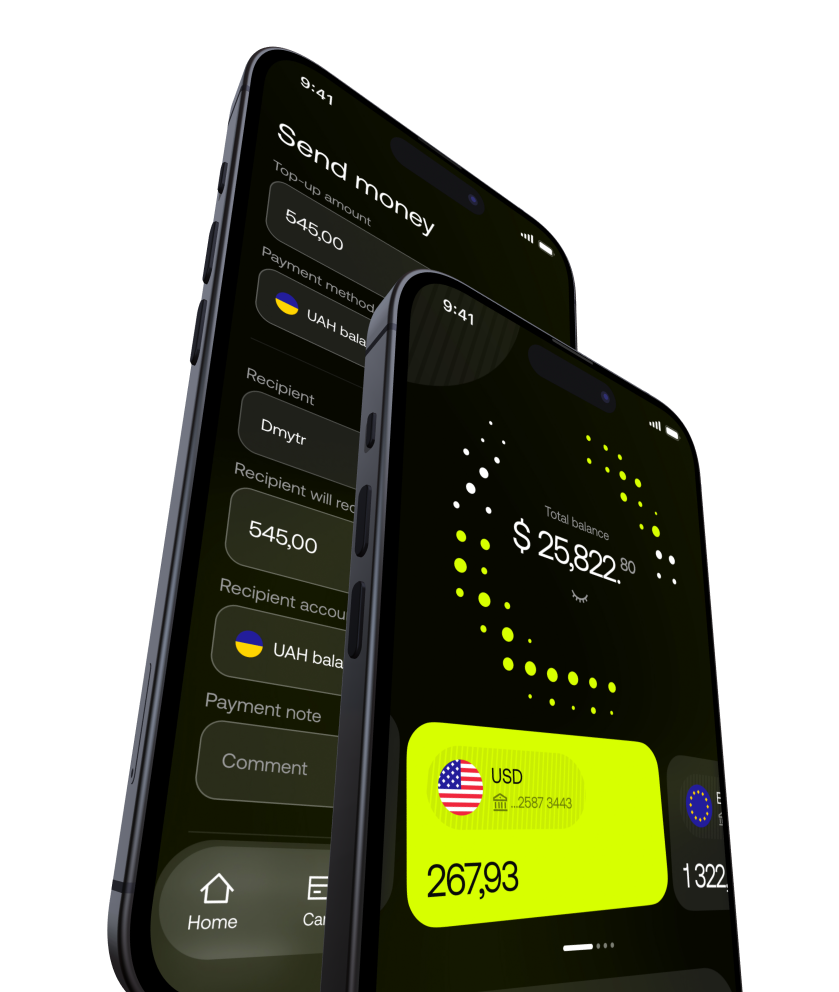 9:41
Send money
Top-up amount
545,00
Payment method
UAH bala
Recipient
Dmytr
Recipient will rec
545,00
Recipient accou
UAH bala
Payment note
Comment
Home
Car
9:41
Total balance
$ 25,822.80
USD
...2587 3443
267,93
E
1 322,